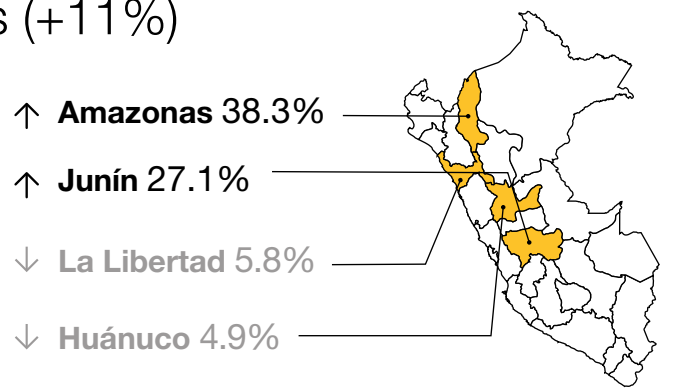 s (+11%)
↑ Amazonas 38.3%
↑ Junín 27.1%
↓ La Libertad 5.8%
↓ Huánuco 4.9%